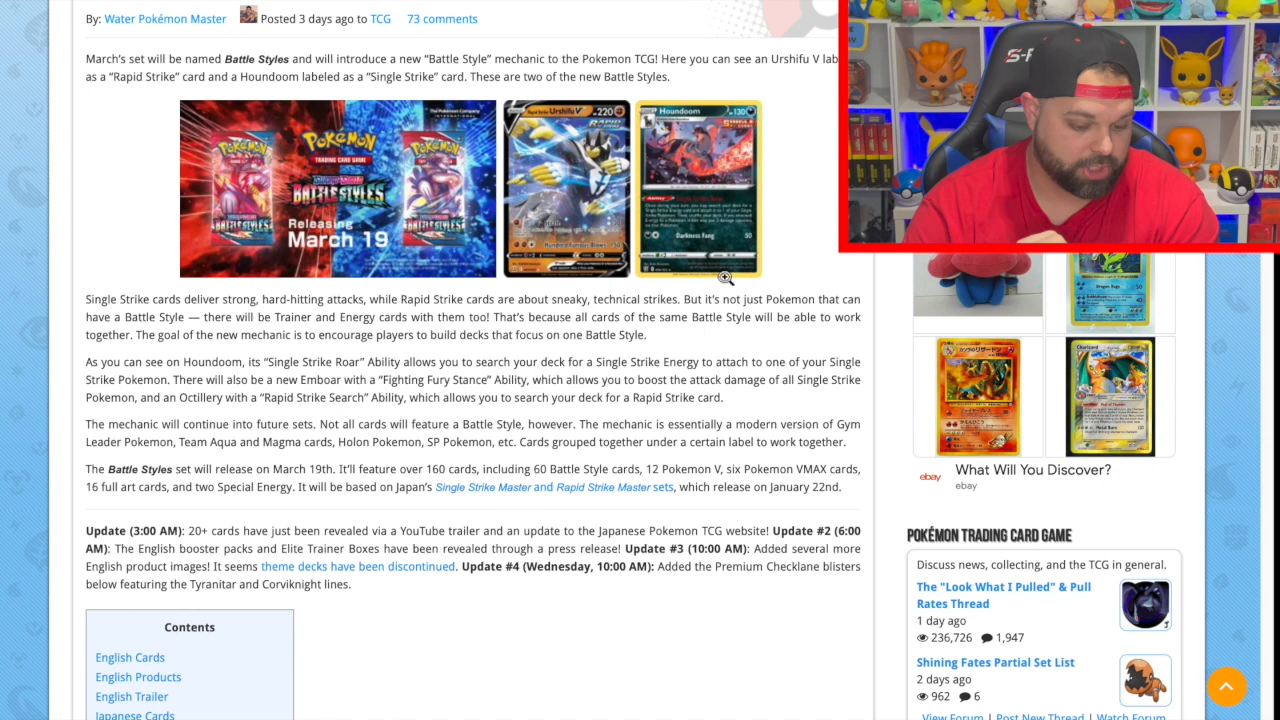 By: Water Pokémon Master Posted 3 days ago to TCG 73 comments
March's set will be named Battle Styles and will introduce a new “Battle Style” mechanic to the Pokemon TCG! Here you can see an Urshifu V lab
as a “Rapid Strike” card and a Houndoom labeled as a “Single Strike” card. These are two of the new Battle Styles.
The Pokémon Company
INTERNATIONAL
Pokémon
TRADING CARD GAME
BATTLE STYLES
Releasing
March 19
Rapid Strike Urshifu V 220
RAPID
Hundred Furious Blows
Houndoom 130
SINGLE
Ability
Darkness Fang 30
Single Strike cards deliver strong, hard-hitting attacks, while Rapid Strike cards are about sneaky, technical strikes. But it's not just Pokemon that can
have a Battle Style — there will be Trainer and Energy cards with them too! That's because all cards of the same Battle Style will be able to work
together. The goal of the new mechanic is to encourage players to build decks that focus on one Battle Style.
As you can see on Houndoom, its “Single Strike Roar” Ability allows you to search your deck for a Single Strike Energy to attach to one of your Single
Strike Pokemon. There will also be a new Emboar with a “Fighting Fury Stance” Ability, which allows you to boost the attack damage of all Single Strike
Pokemon, and an Octillery with a “Rapid Strike Search” Ability, which allows you to search your deck for a Rapid Strike card.
The mechanic will continue into future sets. Not all cards feature a Battle Style, however. The mechanic is essentially a modern version of Gym
Leader Pokemon, Team Aqua and Magma cards, Holon Pokemon, SP Pokemon, etc. Cards grouped together under a certain label to work together.
The Battle Styles set will release on March 19th. It'll feature over 160 cards, including 60 Battle Style cards, 12 Pokemon V, six Pokemon VMAX cards,
16 full art cards, and two Special Energy. It will be based on Japan's Single Strike Master and Rapid Strike Master sets, which release on January 22nd.
Update (3:00 AM): 20+ cards have just been revealed via a YouTube trailer and an update to the Japanese Pokemon TCG website! Update #2 (6:00
AM): The English booster packs and Elite Trainer Boxes have been revealed through a press release! Update #3 (10:00 AM): Added several more
English product images! It seems theme decks have been discontinued. Update #4 (Wednesday, 10:00 AM): Added the Premium Checklane blisters
below featuring the Tyranitar and Corviknight lines.
Contents
English Cards
English Products
English Trailer
Japanese Cards
Charizard
ebay
What Will You Discover?
ebay
POKÉMON TRADING CARD GAME
Discuss news, collecting, and the TCG in general.
The "Look What I Pulled" & Pull
Rates Thread
1 day ago
236,726 1,947
Shining Fates Partial Set List
2 days ago
962 6
View Forum | Post New Thread | Watch Forum